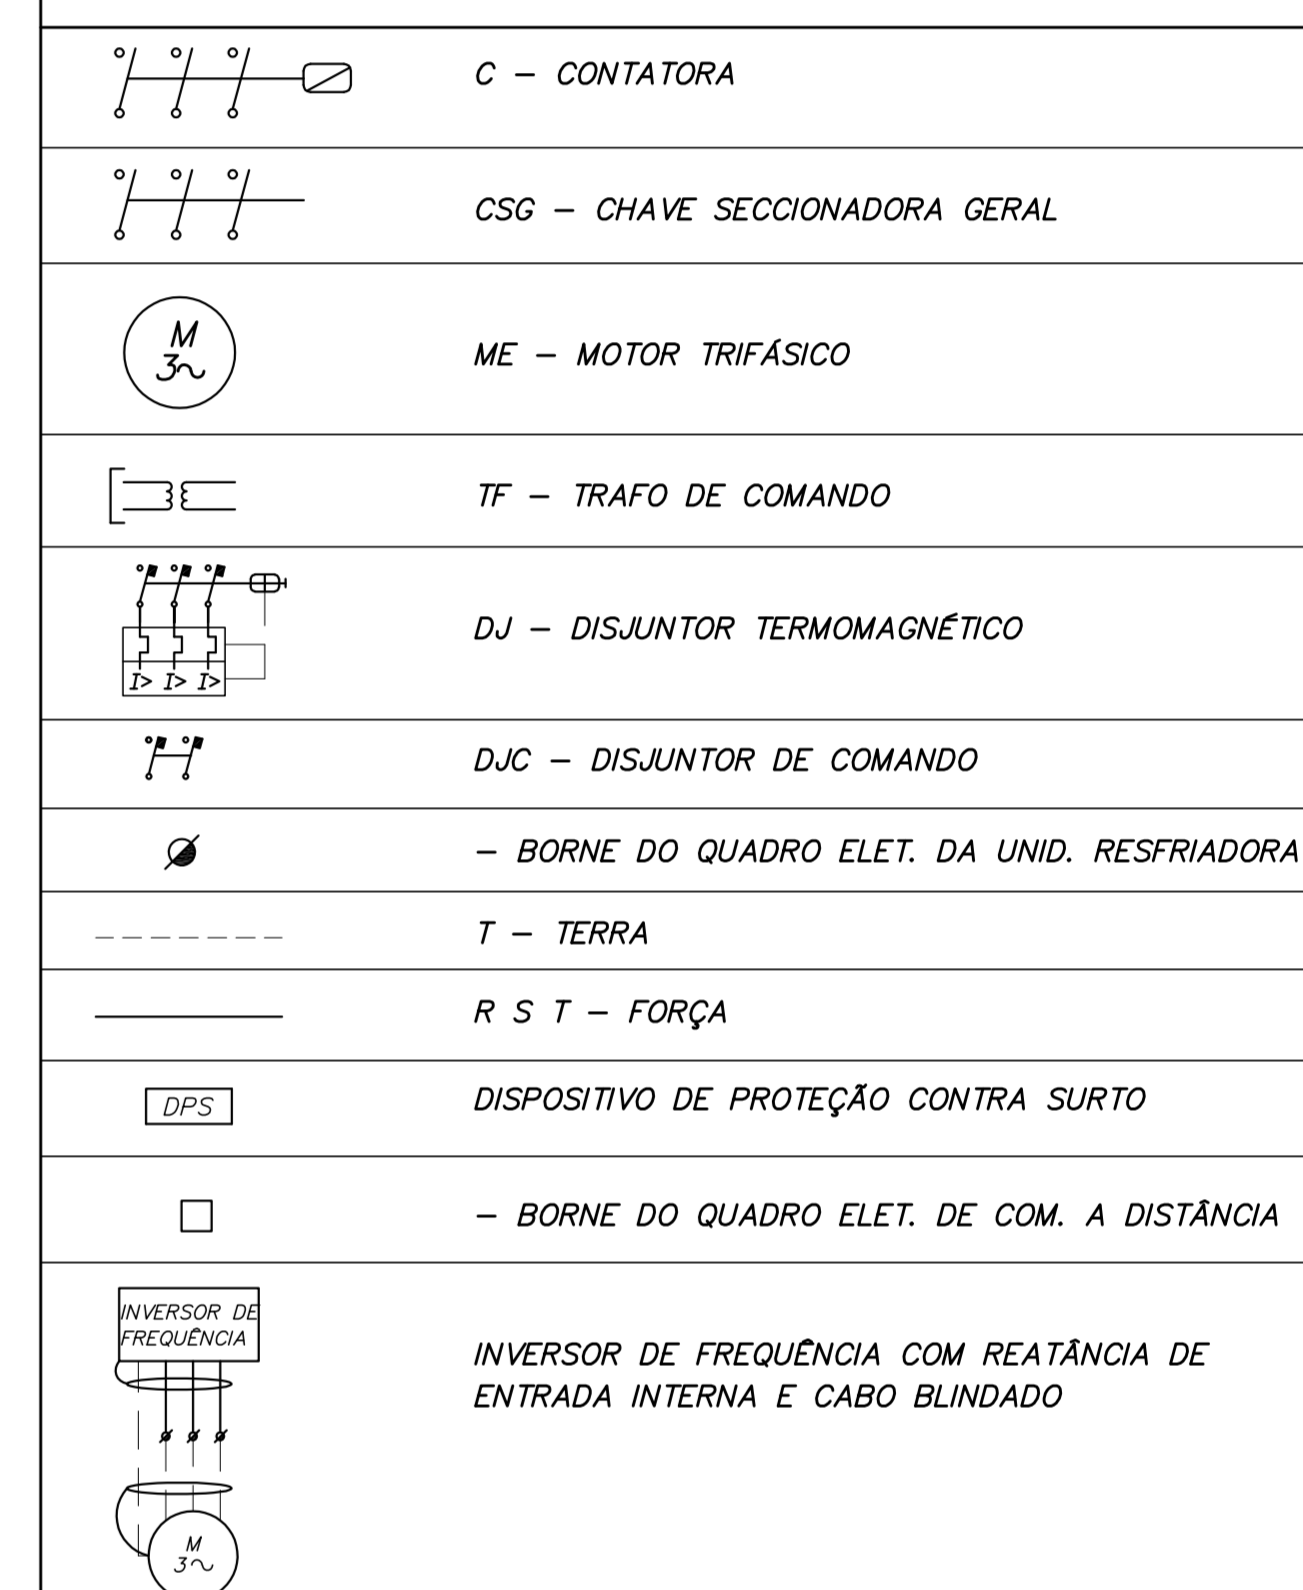 C – CONTATORA
CSG – CHAVE SECCIONADORA GERAL
M
3~
ME – MOTOR TRIFÁSICO
TF – TRAFO DE COMANDO
I> I> I>
DJ – DISJUNTOR TERMOMAGNÉTICO
DJC – DISJUNTOR DE COMANDO
– BORNE DO QUADRO ELET. DA UNID. RESFRIADORA
T – TERRA
R S T – FORÇA
DPS
DISPOSITIVO DE PROTEÇÃO CONTRA SURTO
– BORNE DO QUADRO ELET. DE COM. A DISTÂNCIA
INVERSOR DE
FREQUÊNCIA
INVERSOR DE FREQUÊNCIA COM REATÂNCIA DE
ENTRADA INTERNA E CABO BLINDADO
M
3~